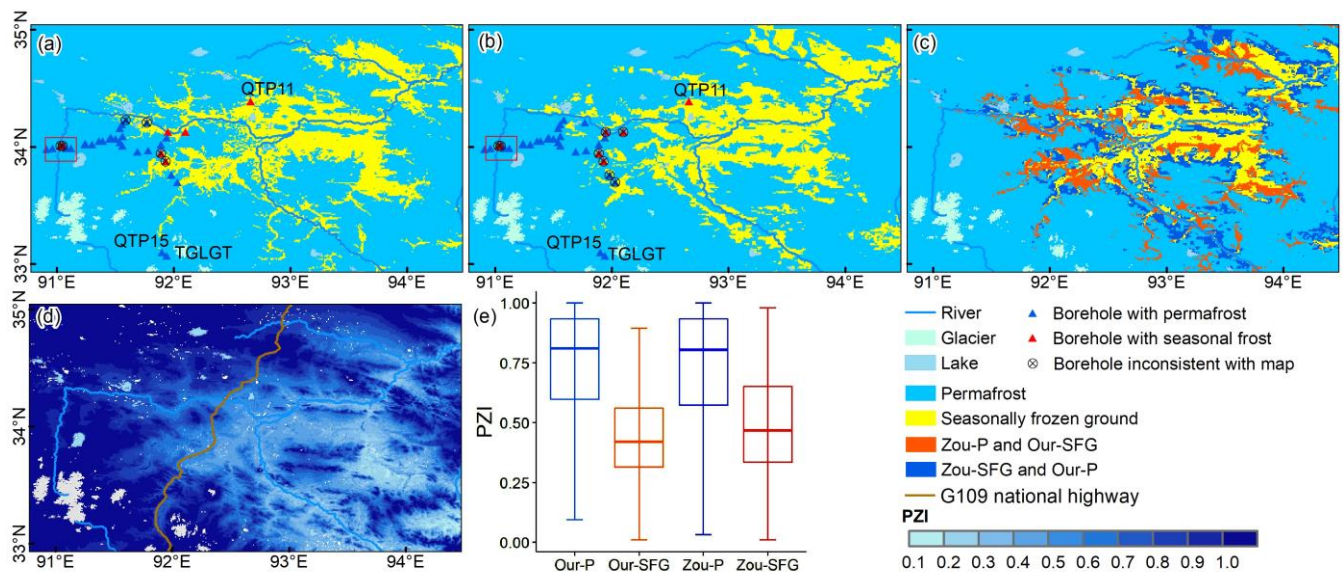 35°N
34°N
33°N
(a)
QTP11
QTP15
TGLGT
91°E 92°E 93°E 94°E
(b)
QTP11
QTP15
TGLGT
91°E 92°E 93°E 94°E
(c)
91°E 92°E 93°E 94°E
35°N
34°N
33°N
(d)
91°E 92°E 93°E 94°E
(e)
PZI
1.00
0.75
0.50
0.25
0.00
Our-P Our-SFG Zou-P Zou-SFG
River
Glacier
Lake
Borehole with permafrost
Borehole with seasonal frost
Borehole inconsistent with map
Permafrost
Seasonally frozen ground
Zou-P and Our-SFG
Zou-SFG and Our-P
G109 national highway
PZI
0.1 0.2 0.3 0.4 0.5 0.6 0.7 0.8 0.9 1.0